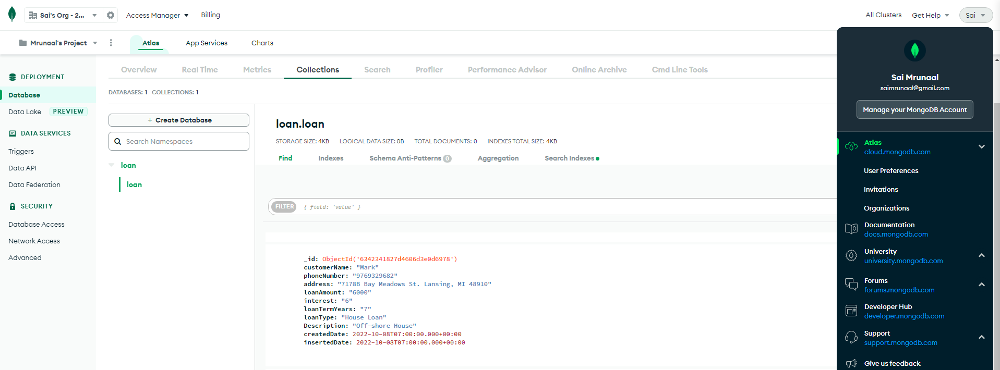 Sai's Org - 2...
Access Manager
Billing
All Clusters
Get Help
Sai
Mrunaal's Project
Atlas
App Services
Charts
DEPLOYMENT
Database
Data Lake PREVIEW
DATA SERVICES
Triggers
Data API
Data Federation
SECURITY
Database Access
Network Access
Advanced
Overview Real Time Metrics Collections Search Profiler Performance Advisor Online Archive Cmd Line Tools
DATABASES: 1 COLLECTIONS: 1
+ Create Database
Search Namespaces
loan
loan
loan.loan
STORAGE SIZE: 4KB LOGICAL DATA SIZE: 0B TOTAL DOCUMENTS: 0 INDEXES TOTAL SIZE: 4KB
Find Indexes Schema Anti-Patterns 0 Aggregation Search Indexes
FILTER { field: 'value' }
_id: ObjectId('6342341827d4606d3e0d6978')
customerName: "Mark"
phoneNumber: "9769329682"
address: "7178B Bay Meadows St. Lansing, MI 48910"
loanAmount: "6000"
interest: "6"
loanTermYears: "7"
loanType: "House Loan"
Description: "Off-shore House"
createdDate: 2022-10-08T07:00:00.000+00:00
insertedDate: 2022-10-08T07:00:00.000+00:00
Sai Mrunaal
saimrunaal@gmail.com
Manage your MongoDB Account
Atlas
cloud.mongodb.com
User Preferences
Invitations
Organizations
Documentation
docs.mongodb.com
University
university.mongodb.com
Forums
forums.mongodb.com
Developer Hub
developer.mongodb.com
Support
support.mongodb.com
Give us feedback